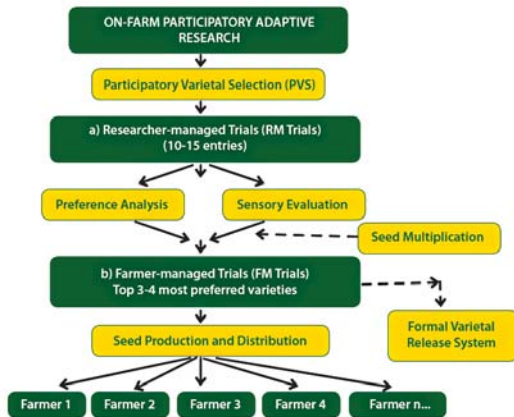 ON-FARM PARTICIPATORY ADAPTIVE
RESEARCH
Participatory Varietal Selection (PVS)
a) Researcher-managed Trials (RM Trials)
(10-15 entries)
Preference Analysis
Sensory Evaluation
Seed Multiplication
b) Farmer-managed Trials (FM Trials)
Top 3-4 most preferred varieties
Seed Production and Distribution
Formal Varietal
Release System
Farmer 1
Farmer 2
Farmer 3
Farmer 4
Farmer n...